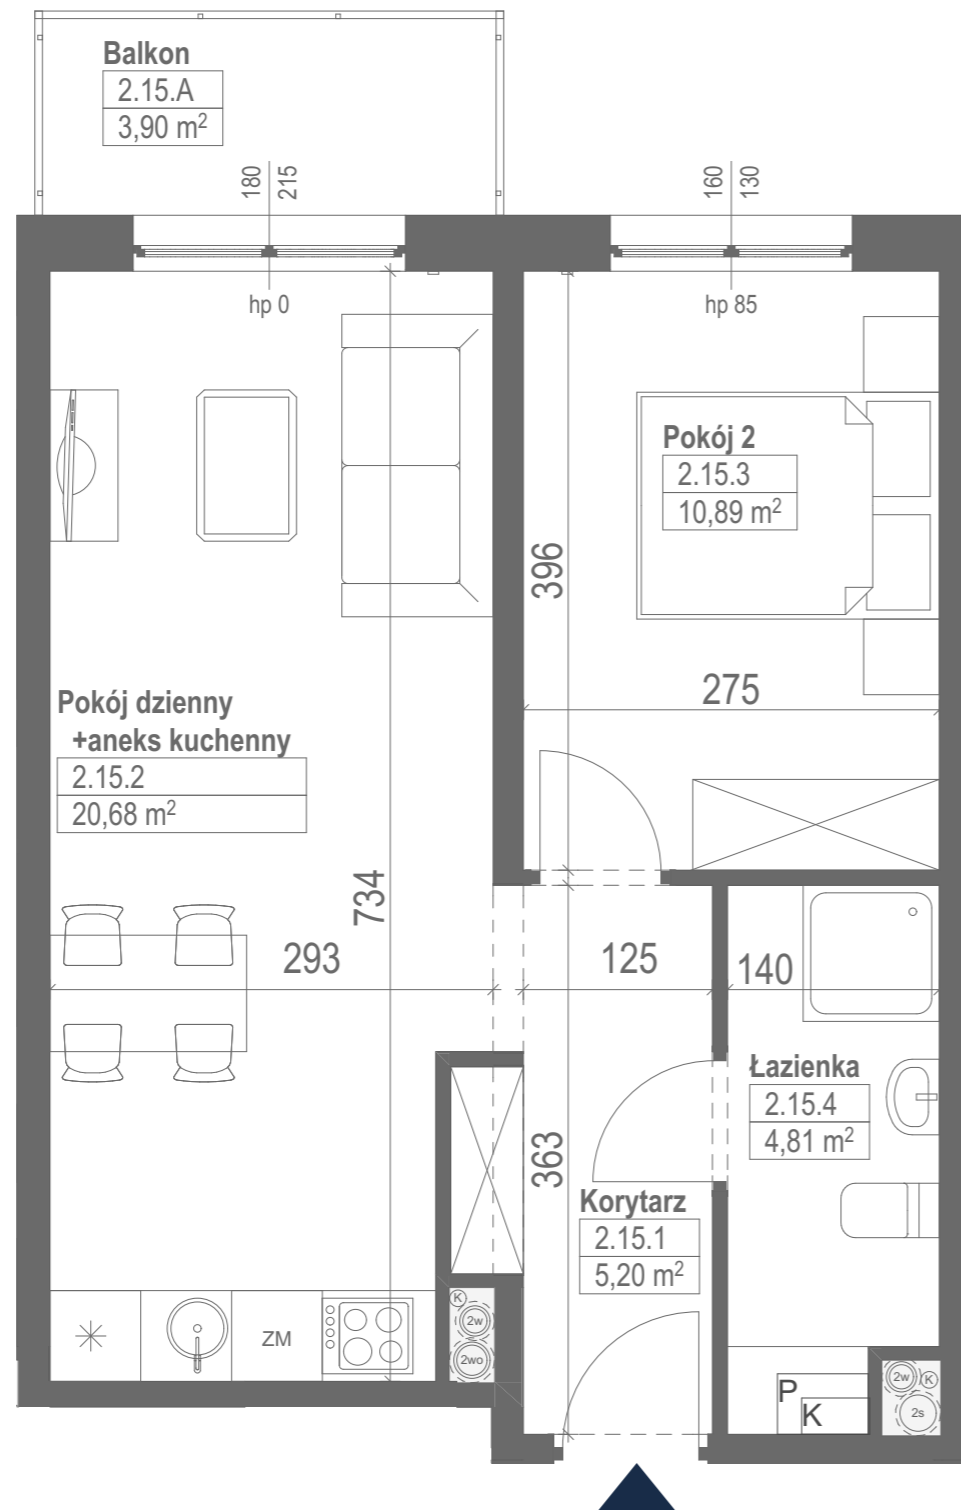 Balkon
2.15.A
3,90 m²
180
215
160
130
hp 0
hp 85
Pokój 2
2.15.3
10,89 m²
396
275
Pokój dzienny
+aneks kuchenny
2.15.2
20,68 m²
734
293
125
140
Łazienka
2.15.4
4,81 m²
363
Korytarz
2.15.1
5,20 m²
ZM
K
2w
2wo
P
K
2w
K
2s